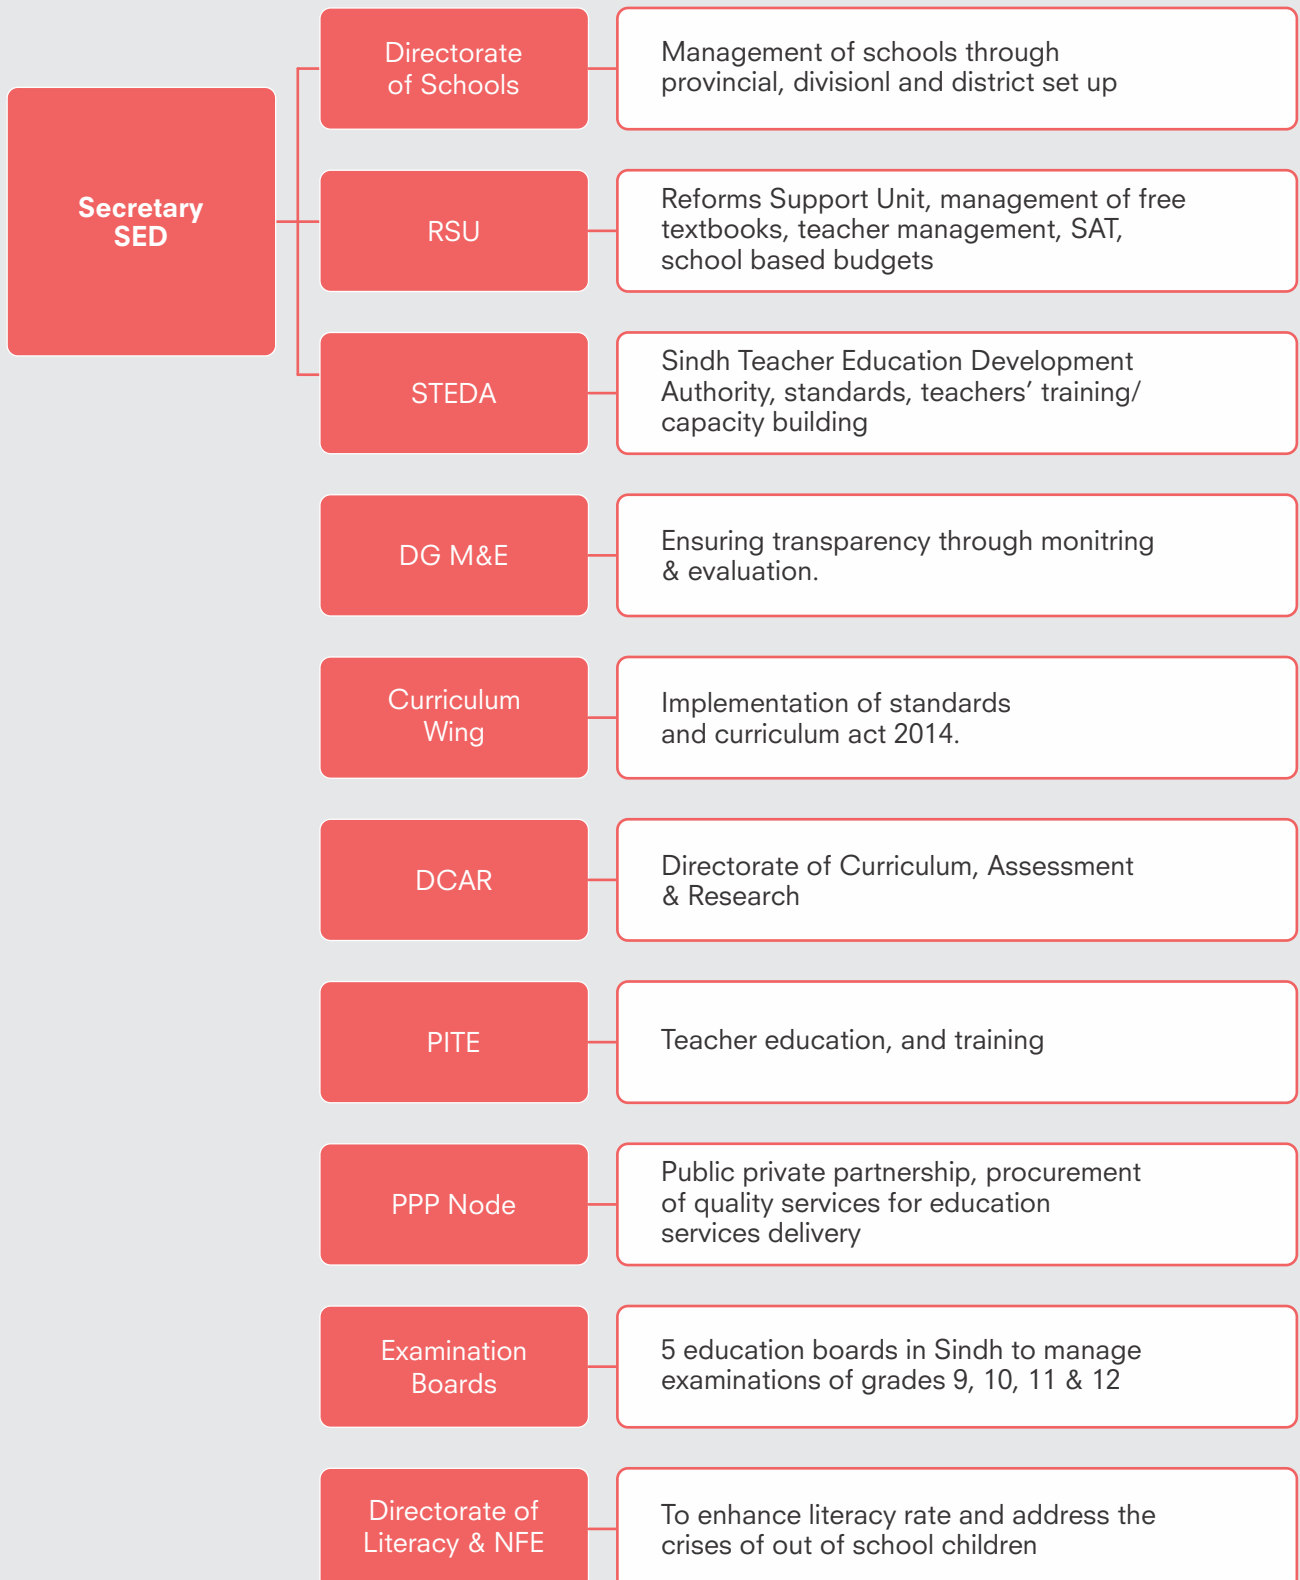 Secretary
SED
Directorate
of Schools
Management of schools through
provincial, divisionl and district set up
RSU
Reforms Support Unit, management of free
textbooks, teacher management, SAT,
school based budgets
STEDA
Sindh Teacher Education Development
Authority, standards, teachers’ training/
capacity building
DG M&E
Ensuring transparency through monitring
& evaluation.
Curriculum
Wing
Implementation of standards
and curriculum act 2014.
DCAR
Directorate of Curriculum, Assessment
& Research
PITE
Teacher education, and training
PPP Node
Public private partnership, procurement
of quality services for education
services delivery
Examination
Boards
5 education boards in Sindh to manage
examinations of grades 9, 10, 11 & 12
Directorate of
Literacy & NFE
To enhance literacy rate and address the
crises of out of school children